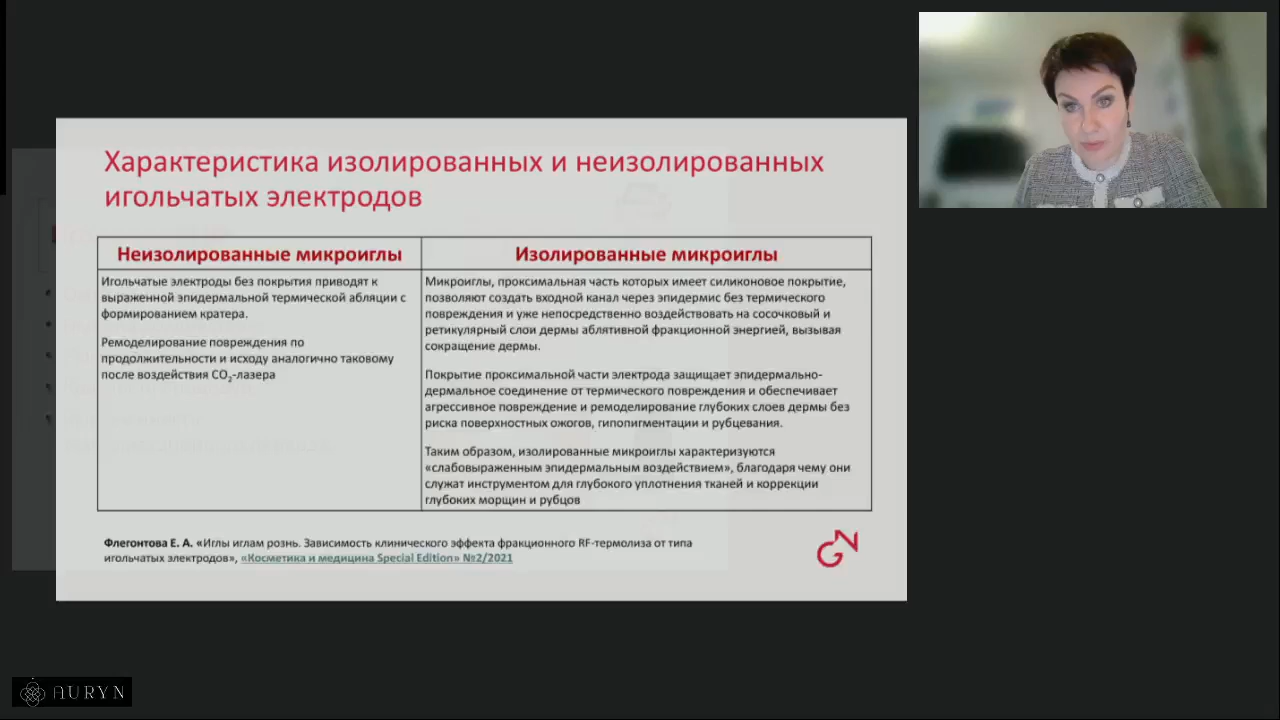 Характеристика изолированных и неизолированных
игольчатых электродов
Неизолированные микроиглы
Игольчатые электроды без покрытия приводят к
выраженной эпидермальной термической абляции с
формированием кратера.
Ремоделирование повреждения по
продолжительности и исходу аналогично таковому
после воздействия CO2-лазера
Изолированные микроиглы
Микроиглы, проксимальная часть которых имеет силиконовое покрытие,
позволяют создать входной канал через эпидермис без термического
повреждения и уже непосредственно воздействовать на сосочковый и
ретикулярный слои дермы аблятивной фракционной энергией, вызывая
сокращение дермы.
Покрытие проксимальной части электрода защищает эпидермально-
дермальное соединение от термического повреждения и обеспечивает
агрессивное повреждение и ремоделирование глубоких слоев дермы без
риска поверхностных ожогов, гипопигментации и рубцевания.
Таким образом, изолированные микроиглы характеризуются
«слабовыраженным эпидермальным воздействием», благодаря чему они
служат инструментом для глубокого уплотнения тканей и коррекции
глубоких морщин и рубцов
Флегонтова Е. А. «Иглы иглам рознь. Зависимость клинического эффекта фракционного RF-термолиза от типа
игольчатых электродов», «Косметика и медицина Special Edition» №2/2021
GN
AURYN